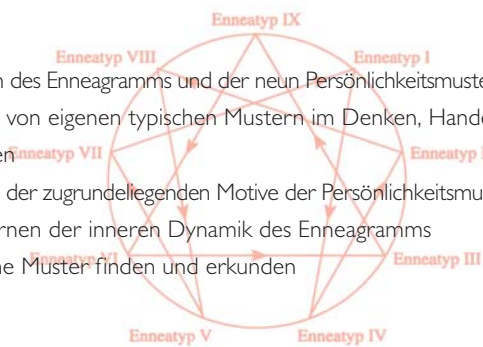 Enneatyp IX
Enneatyp VIII Enneatyp I
n des Enneagramms und der neun Persönlichkeitsmuste
von eigenen typischen Mustern im Denken, Hande
en Enneatyp VII Enneatyp
der zugrundeliegenden Motive der Persönlichkeitsmu
rnen der inneren Dynamik des Enneagramms
ne Muster finden und erkunden
Enneatyp VI Enneatyp III
Enneatyp V Enneatyp IV